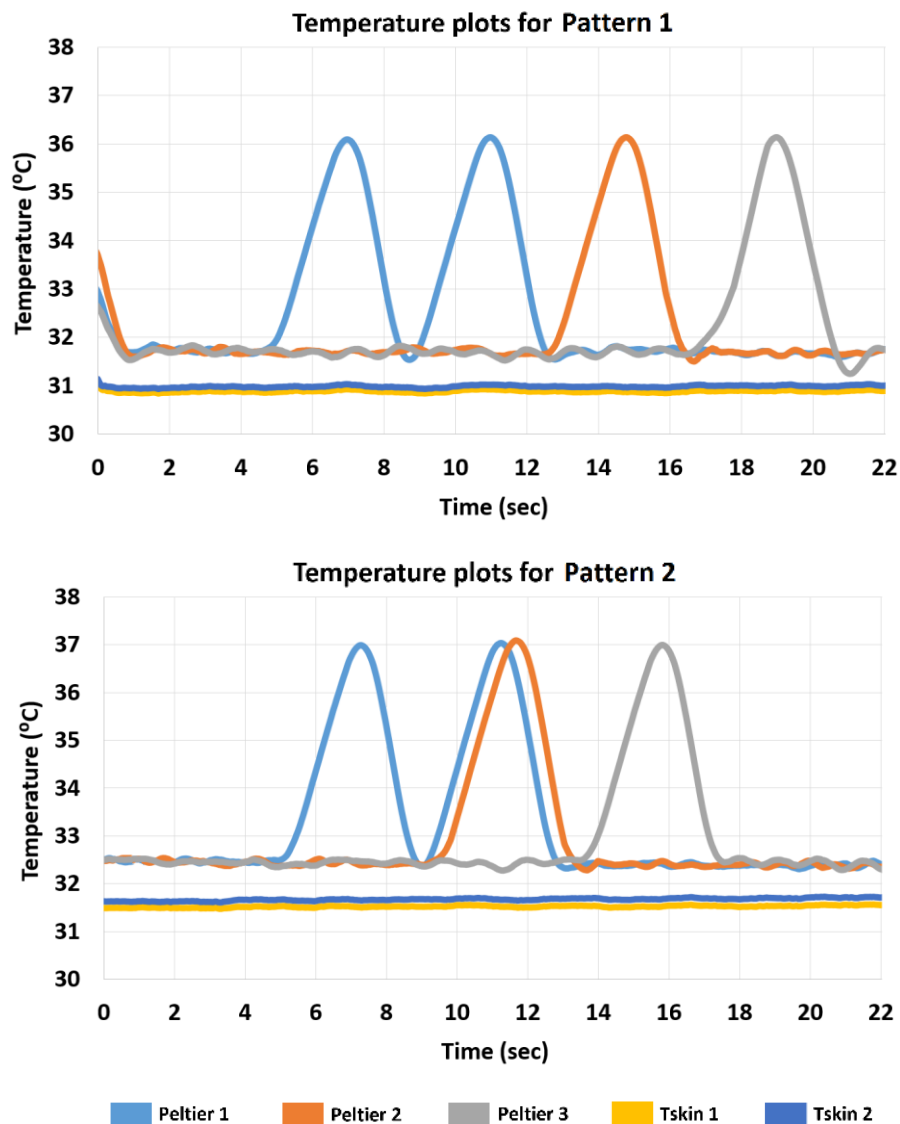 Temperature plots for Pattern 1
38
37
36
35
34
33
32
31
30
Temperature (⁰C)
0 2 4 6 8 10 12 14 16 18 20 22
Time (sec)
Temperature plots for Pattern 2
38
37
36
35
34
33
32
31
30
Temperature (⁰C)
0 2 4 6 8 10 12 14 16 18 20 22
Time (sec)
Peltier 1 Peltier 2 Peltier 3 Tskin 1 Tskin 2